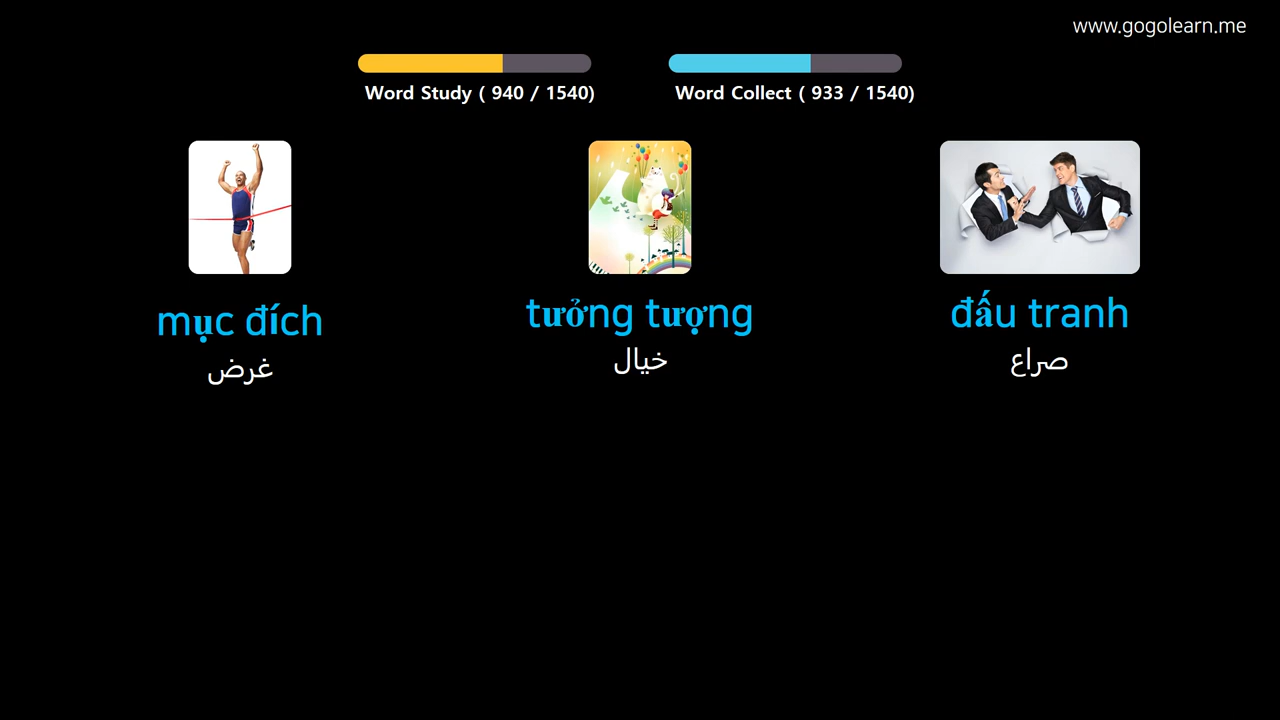 www.gogolearn.me
Word Study ( 940 / 1540)
Word Collect ( 933 / 1540)
mục đích
غرض
tưởng tượng
خيال
đấu tranh
صراع